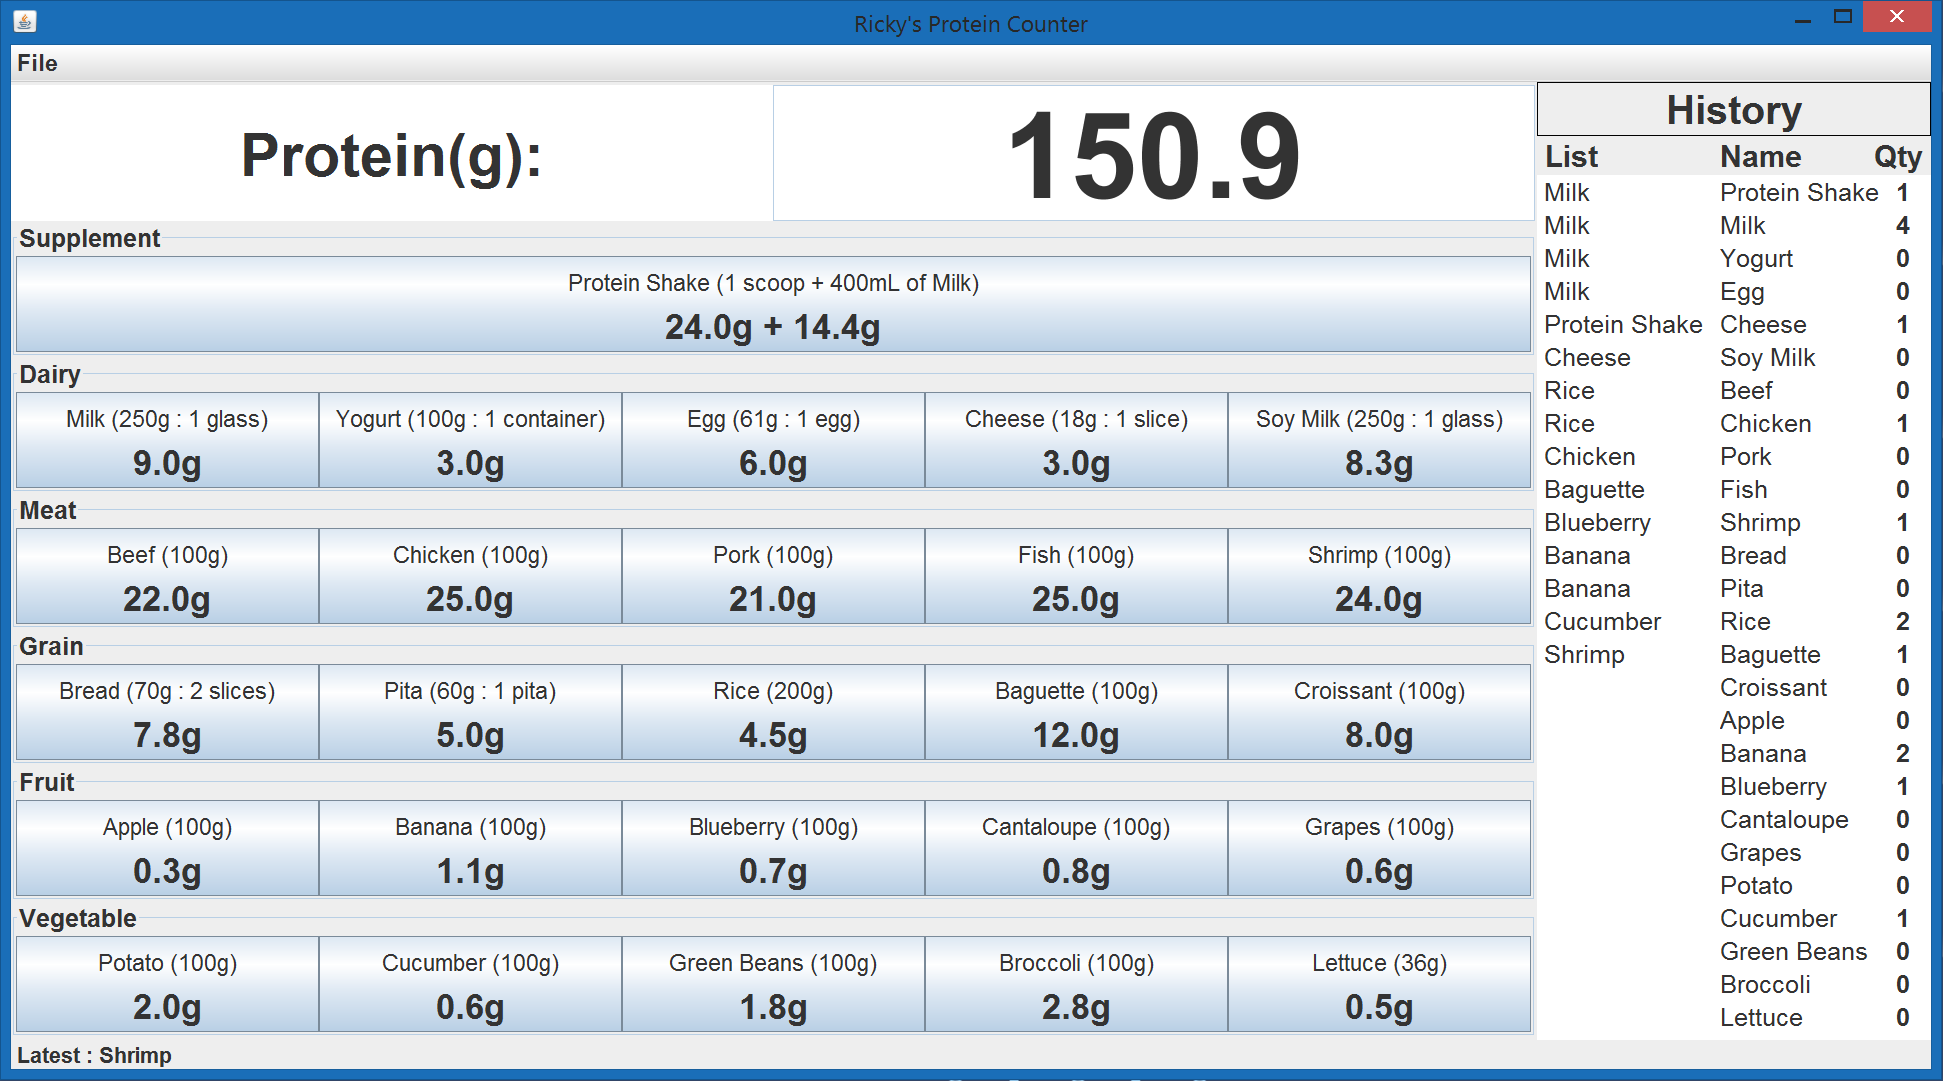 Ricky's Protein Counter
File
Protein(g):
150.9
Supplement
Protein Shake (1 scoop + 400mL of Milk)
24.0g + 14.4g
Dairy
Milk (250g : 1 glass) Yogurt (100g : 1 container) Egg (61g : 1 egg) Cheese (18g : 1 slice) Soy Milk (250g : 1 glass)
9.0g 3.0g 6.0g 3.0g 8.3g
Meat
Beef (100g) Chicken (100g) Pork (100g) Fish (100g) Shrimp (100g)
22.0g 25.0g 21.0g 25.0g 24.0g
Grain
Bread (70g : 2 slices) Pita (60g : 1 pita) Rice (200g) Baguette (100g) Croissant (100g)
7.8g 5.0g 4.5g 12.0g 8.0g
Fruit
Apple (100g) Banana (100g) Blueberry (100g) Cantaloupe (100g) Grapes (100g)
0.3g 1.1g 0.7g 0.8g 0.6g
Vegetable
Potato (100g) Cucumber (100g) Green Beans (100g) Broccoli (100g) Lettuce (36g)
2.0g 0.6g 1.8g 2.8g 0.5g
Latest : Shrimp
History
List Name Qty
Milk Protein Shake 1
Milk Milk 4
Milk Yogurt 0
Milk Egg 0
Protein Shake Cheese 1
Cheese Soy Milk 0
Rice Beef 0
Rice Chicken 1
Chicken Pork 0
Baguette Fish 0
Blueberry Shrimp 1
Banana Bread 0
Banana Pita 0
Cucumber Rice 2
Shrimp Baguette 1
Croissant 0
Apple 0
Banana 2
Blueberry 1
Cantaloupe 0
Grapes 0
Potato 0
Cucumber 1
Green Beans 0
Broccoli 0
Lettuce 0